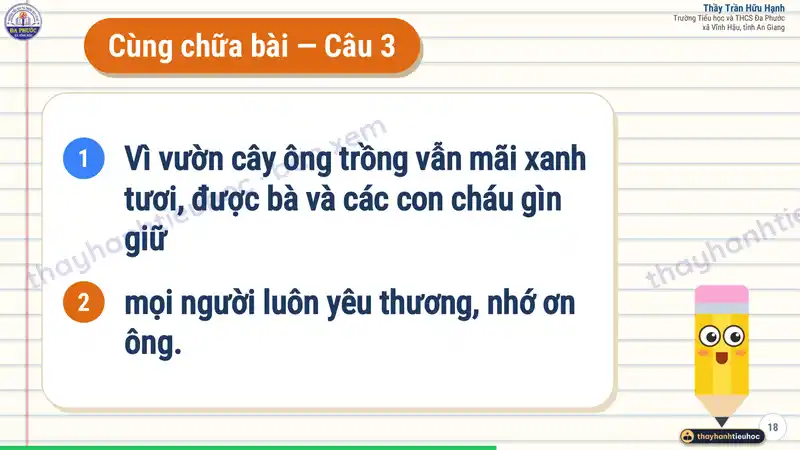 Thầy Trần Hữu Hạnh
Trường Tiểu học và THCS Đa Phước
xã Vĩnh Hậu, tỉnh An Giang
ĐA PHƯỚC
Cùng chữa bài – Câu 3
1 Vì vườn cây ông trồng vẫn mãi xanh
tươi, được bà và các con cháu gìn
giữ
2 mọi người luôn yêu thương, nhớ ơn
ông.
thayhanhtieuhoc
thayhanhtieuhoc
18